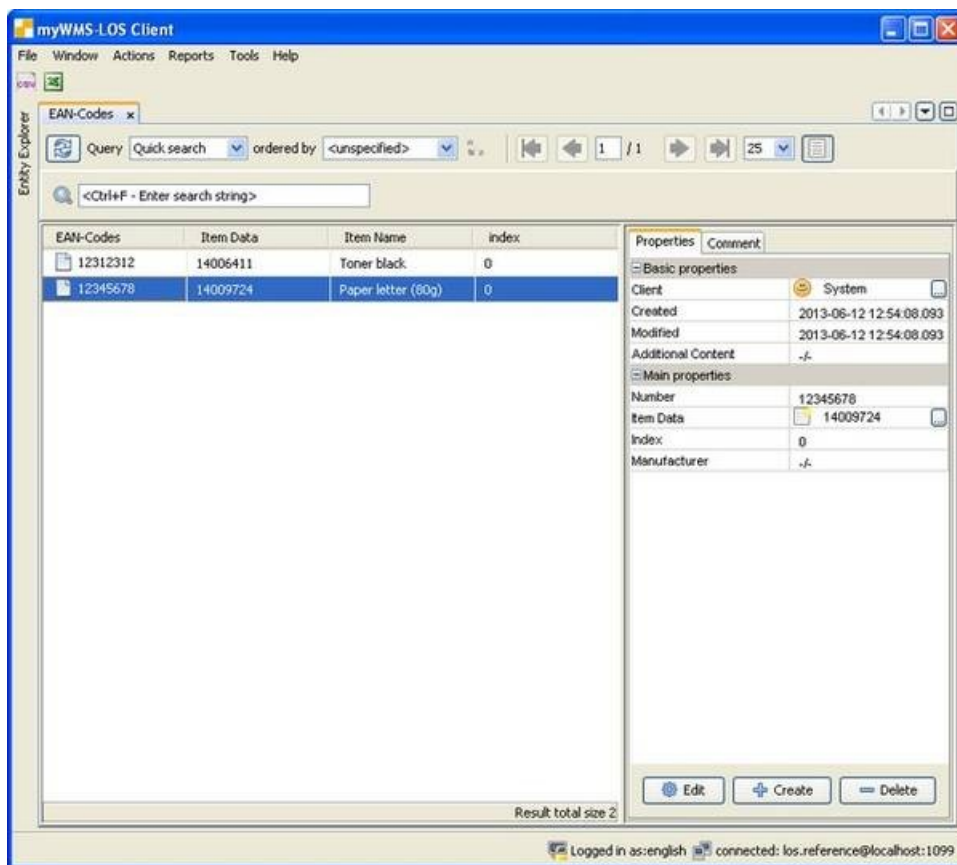 myWMS-LOS Client
File Window Actions Reports Tools Help
csv
Entity Explorer
EAN-Codes x
Query Quick search ordered by <unspecified> 1 / 1 25
<Ctrl+F - Enter search string>
EAN-Codes Item Data Item Name index
12312312 14006411 Toner black 0
12345678 14009724 Paper letter (80g) 0
Result total size 2
Properties Comment
Basic properties
Client System ...
Created 2013-06-12 12:54:08.093
Modified 2013-06-12 12:54:08.093
Additional Content -/-
Main properties
Number 12345678
Item Data 14009724 ...
Index 0
Manufacturer -/-
Edit Create Delete
Logged in as:english connected: los.reference@localhost:1099